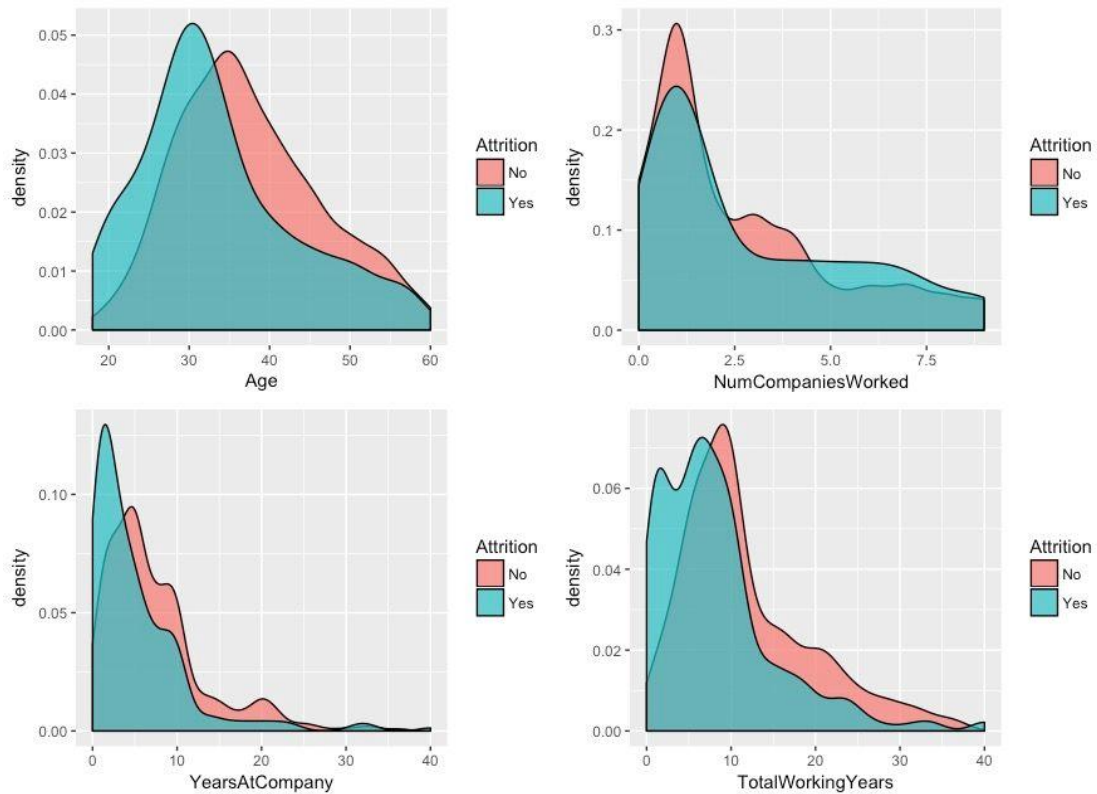 density
0.05
0.04
0.03
0.02
0.01
0.00
20 30 40 50 60
Age
Attrition
No
Yes
density
0.3
0.2
0.1
0.0
0.0 2.5 5.0 7.5
NumCompaniesWorked
Attrition
No
Yes
density
0.10
0.05
0.00
0 10 20 30 40
YearsAtCompany
Attrition
No
Yes
density
0.06
0.04
0.02
0.00
0 10 20 30 40
TotalWorkingYears
Attrition
No
Yes